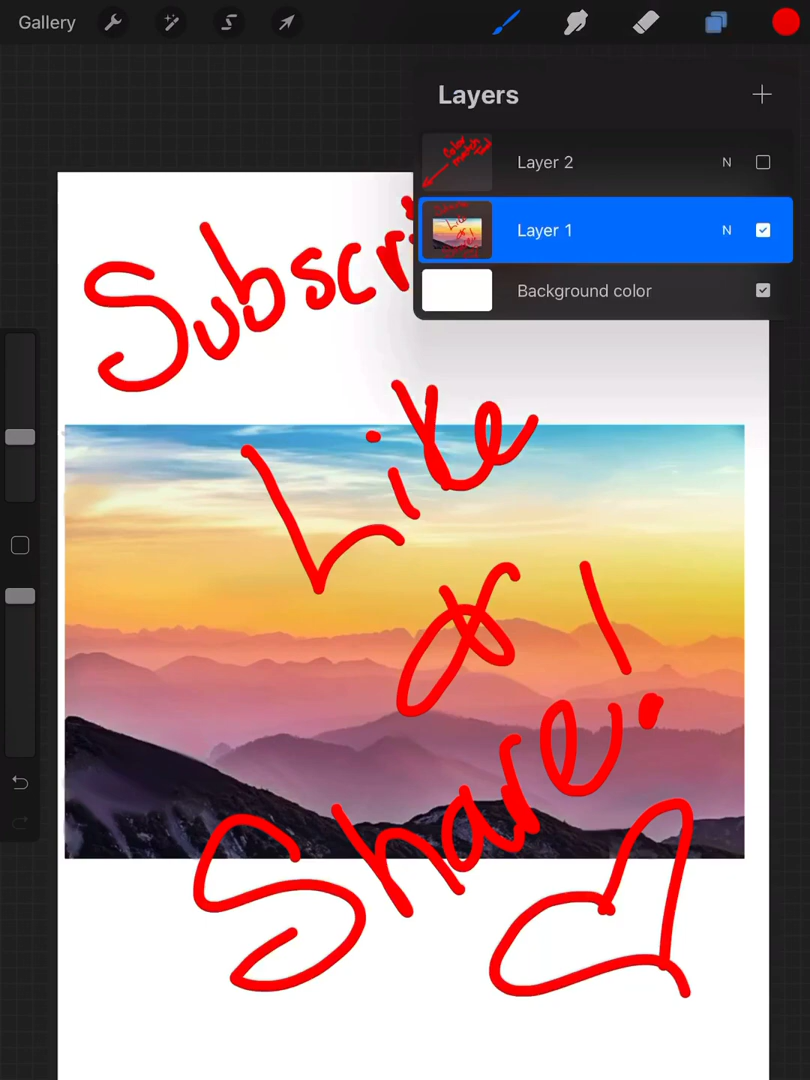 Gallery
Layers
Layer 2 N
Layer 1 N
Background color
Subscri
Like
&
Share!